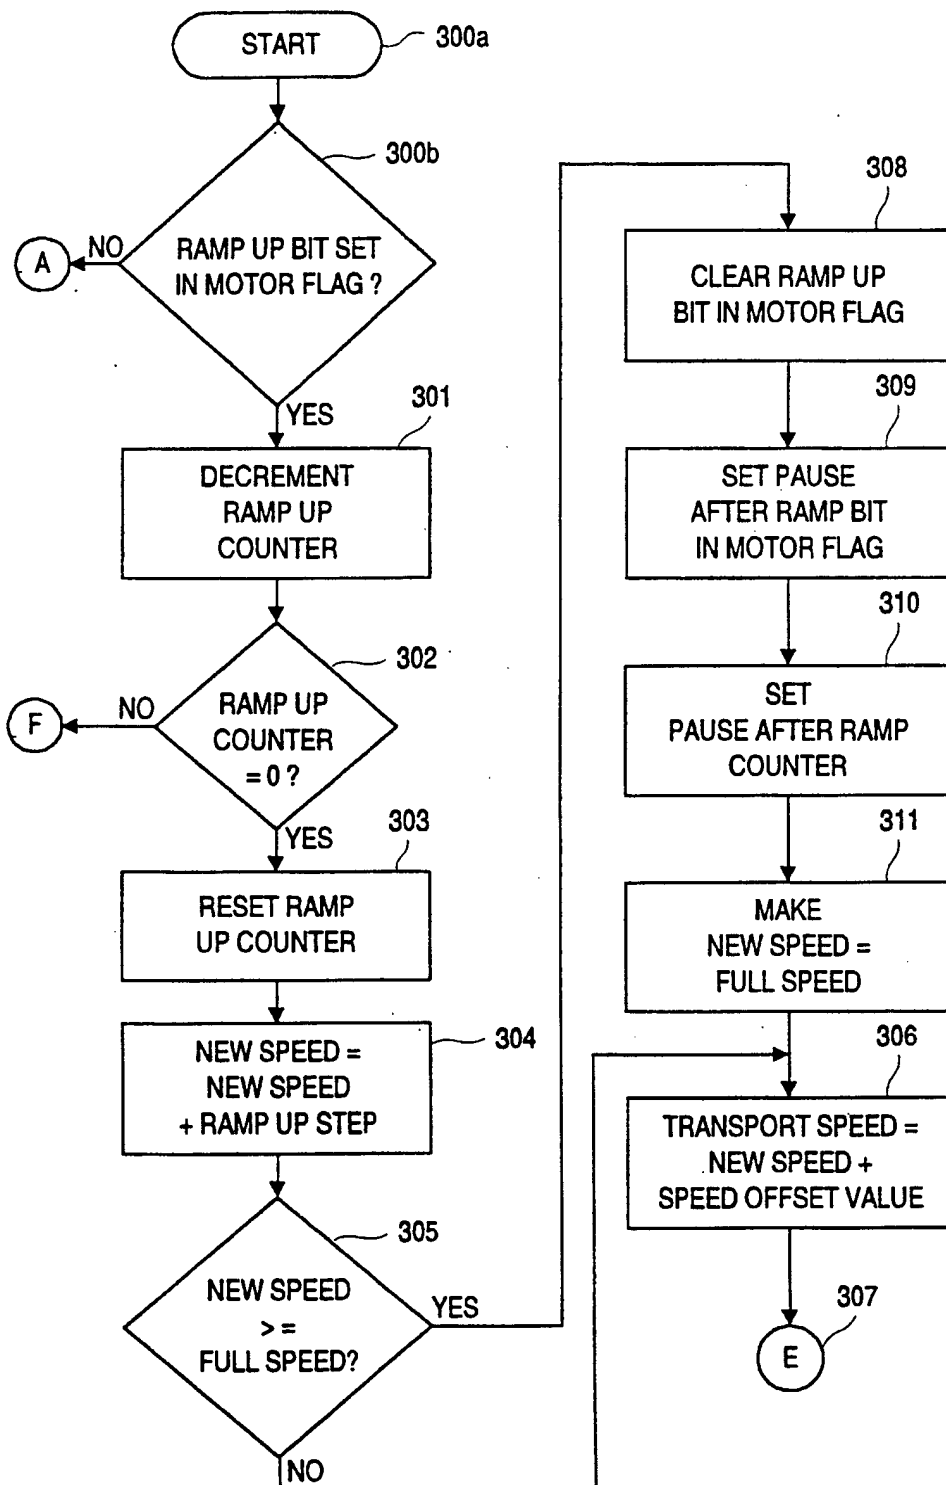 START
300a
300b
RAMP UP BIT SET
IN MOTOR FLAG ?
NO
A
YES
301
DECREMENT
RAMP UP
COUNTER
302
RAMP UP
COUNTER
= 0 ?
NO
F
YES
303
RESET RAMP
UP COUNTER
304
NEW SPEED =
NEW SPEED
+ RAMP UP STEP
305
NEW SPEED
> =
FULL SPEED?
YES
NO
308
CLEAR RAMP UP
BIT IN MOTOR FLAG
309
SET PAUSE
AFTER RAMP BIT
IN MOTOR FLAG
310
SET
PAUSE AFTER RAMP
COUNTER
311
MAKE
NEW SPEED =
FULL SPEED
306
TRANSPORT SPEED =
NEW SPEED +
SPEED OFFSET VALUE
307
E